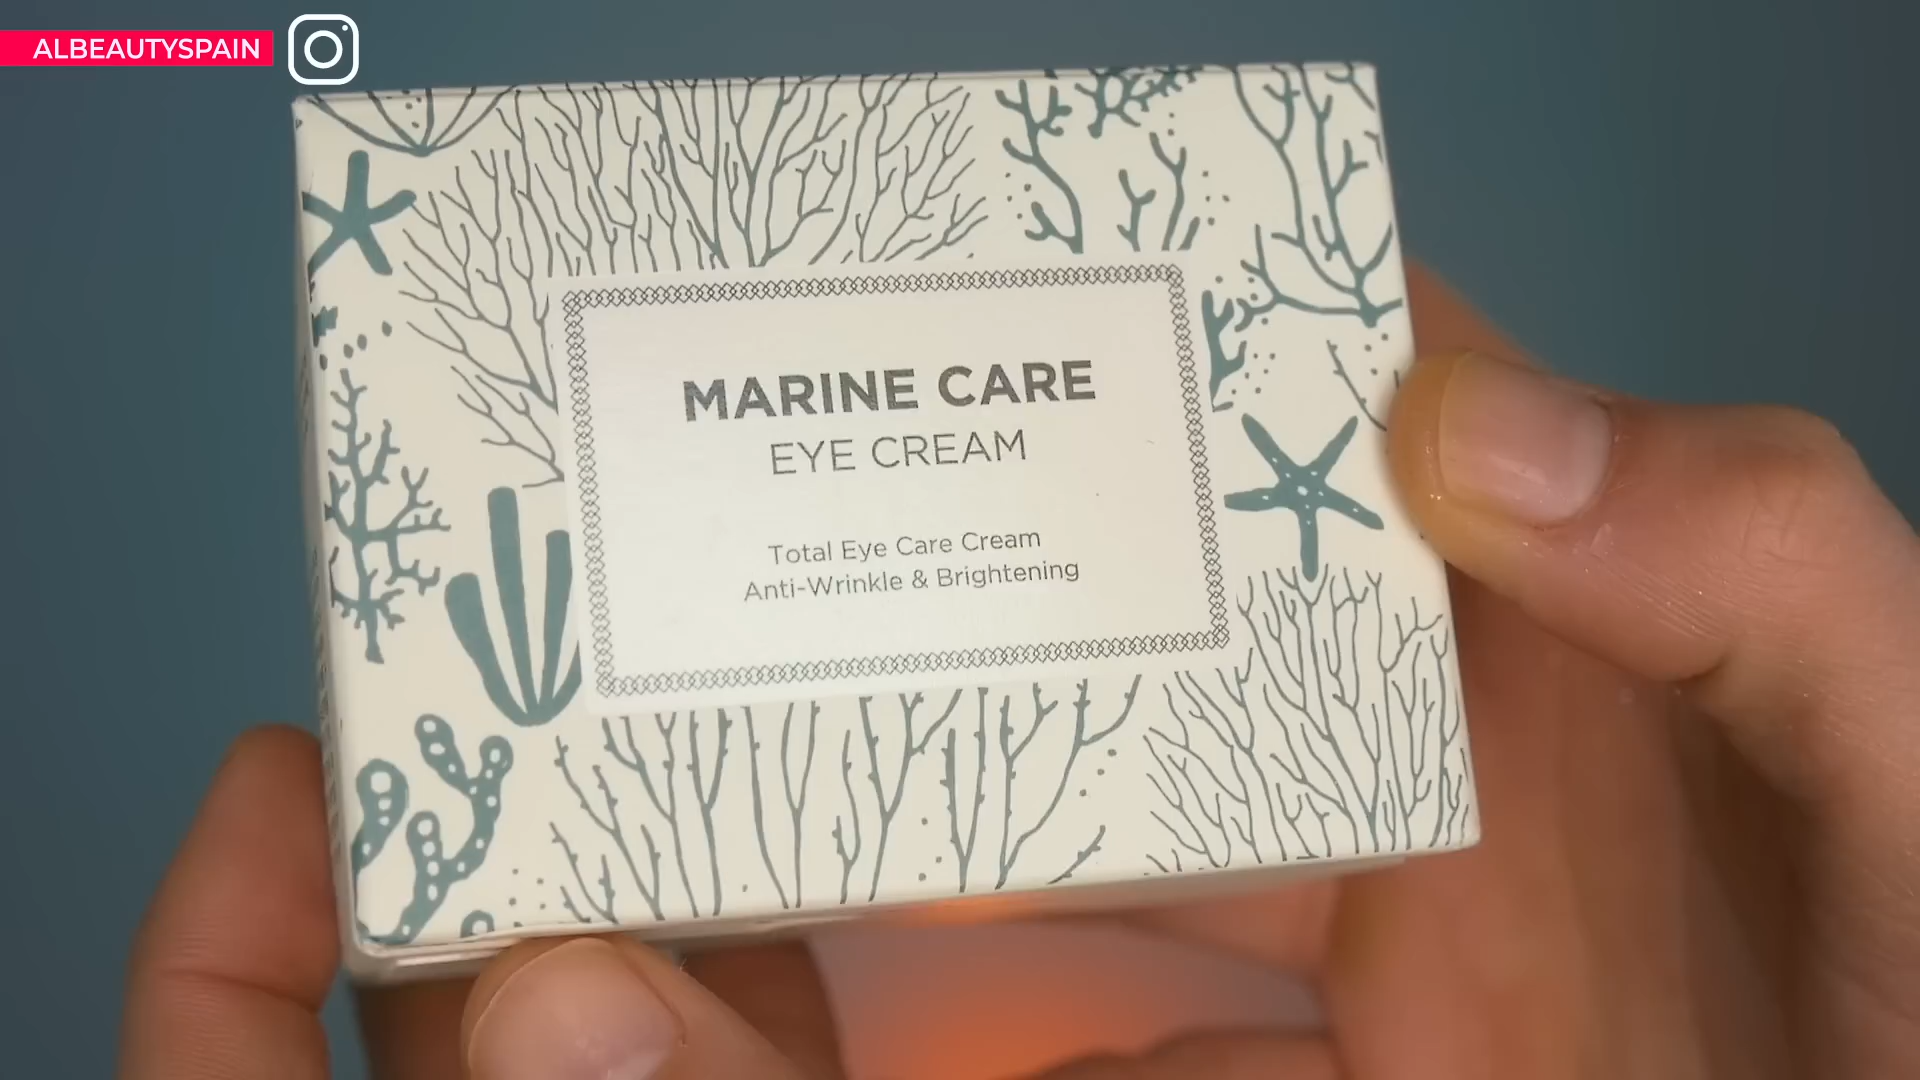 ALBEAUTYSPAIN
MARINE CARE
EYE CREAM
Total Eye Care Cream
Anti-Wrinkle & Brightening